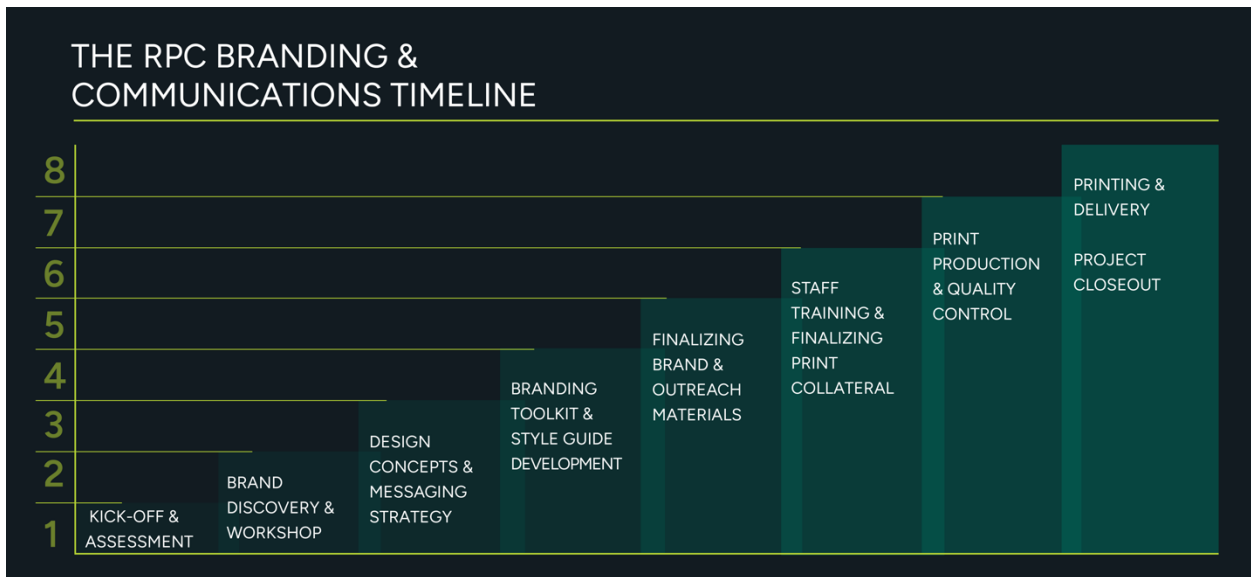 THE RPC BRANDING &
COMMUNICATIONS TIMELINE
8
7
6
5
4
3
2
1
KICK-OFF &
ASSESSMENT
BRAND
DISCOVERY &
WORKSHOP
DESIGN
CONCEPTS &
MESSAGING
STRATEGY
BRANDING
TOOLKIT &
STYLE GUIDE
DEVELOPMENT
FINALIZING
BRAND &
OUTREACH
MATERIALS
STAFF
TRAINING &
FINALIZING
PRINT
COLLATERAL
PRINT
PRODUCTION
& QUALITY
CONTROL
PRINTING &
DELIVERY
PROJECT
CLOSEOUT